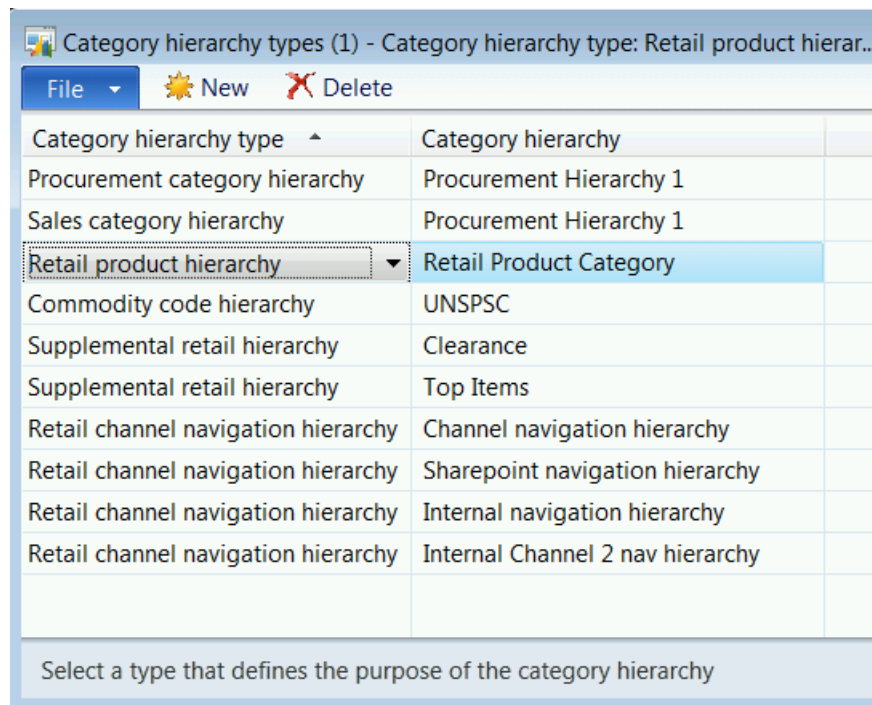 Category hierarchy types (1) - Category hierarchy type: Retail product hierar...
File New Delete
Category hierarchy type Category hierarchy
Procurement category hierarchy Procurement Hierarchy 1
Sales category hierarchy Procurement Hierarchy 1
Retail product hierarchy Retail Product Category
Commodity code hierarchy UNSPSC
Supplemental retail hierarchy Clearance
Supplemental retail hierarchy Top Items
Retail channel navigation hierarchy Channel navigation hierarchy
Retail channel navigation hierarchy Sharepoint navigation hierarchy
Retail channel navigation hierarchy Internal navigation hierarchy
Retail channel navigation hierarchy Internal Channel 2 nav hierarchy
Select a type that defines the purpose of the category hierarchy